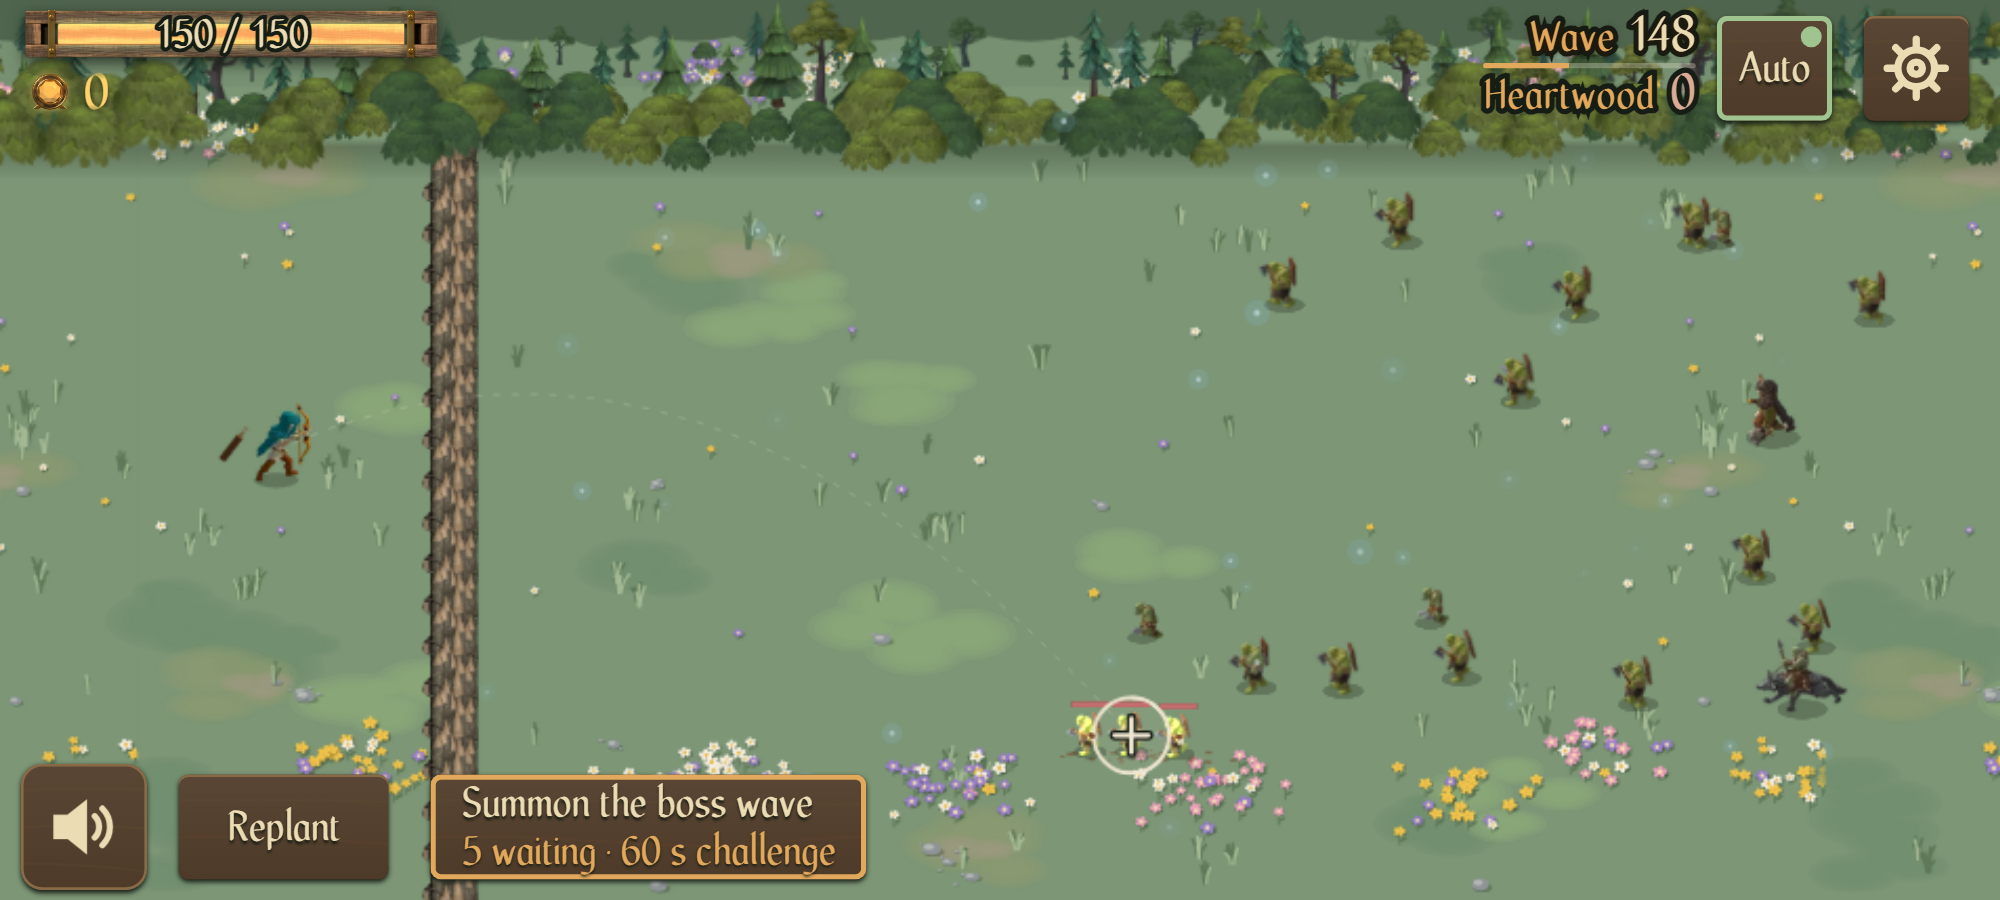 150 / 150
0
Wave 148
Heartwood 0
Auto
Replant
Summon the boss wave
5 waiting · 60 s challenge